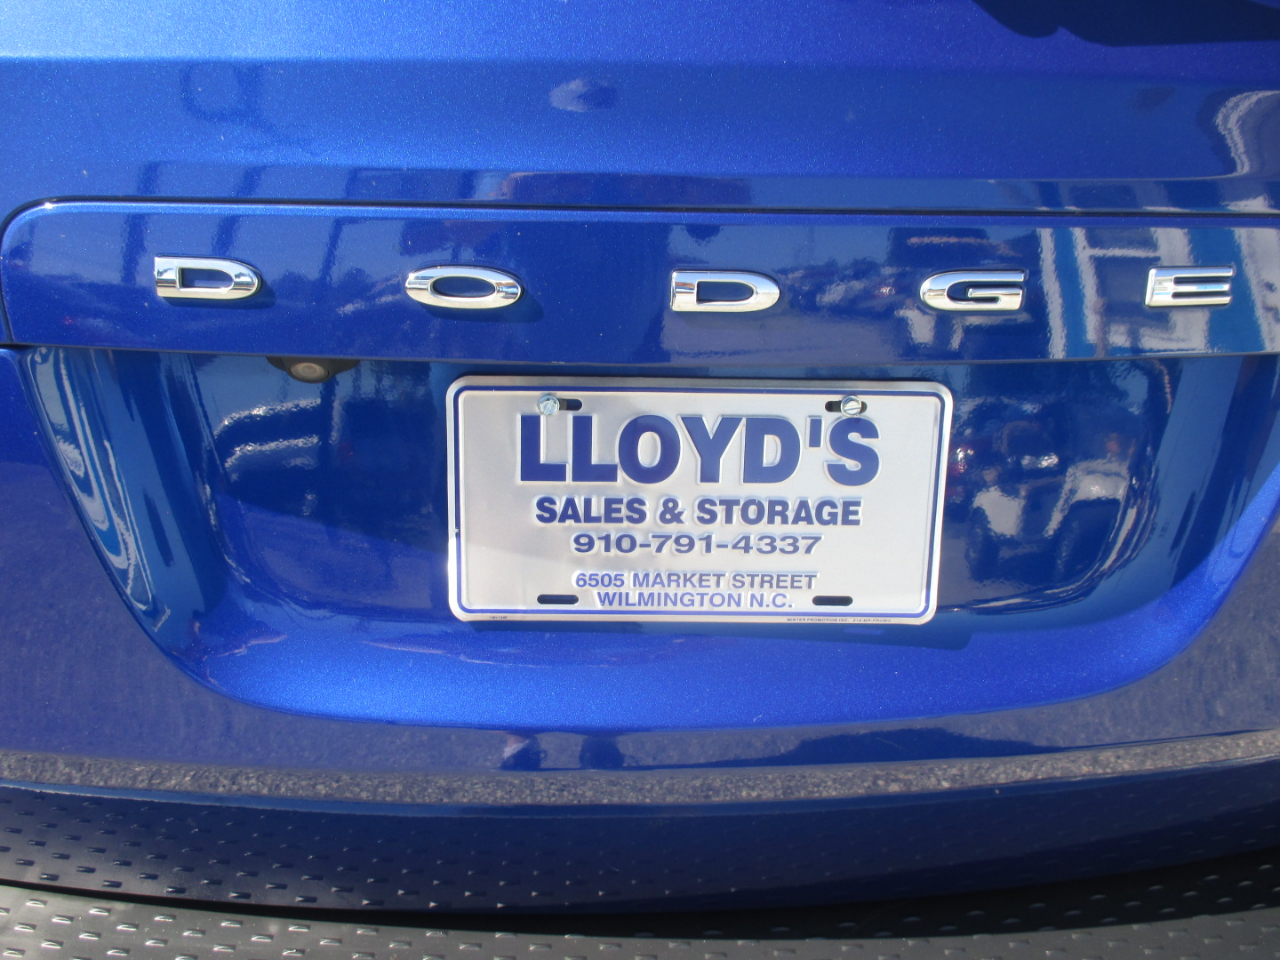 DODGE
LLOYD'S
SALES & STORAGE
910-791-4337
6505 MARKET STREET
WILMINGTON N.C.